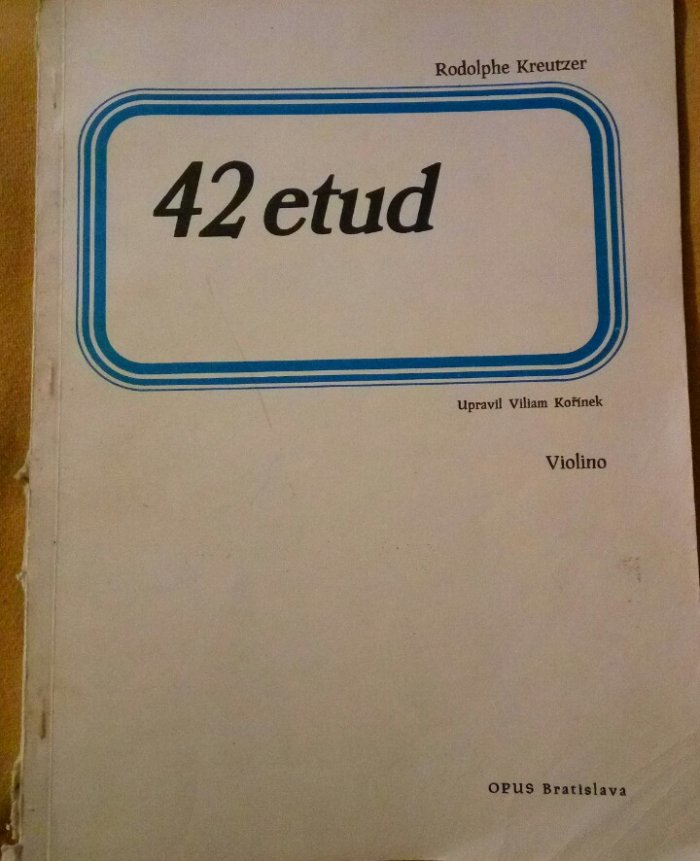 Rodolphe Kreutzer
42 etud
Upravil Viliam Kořínek
Violino
OPUS Bratislava